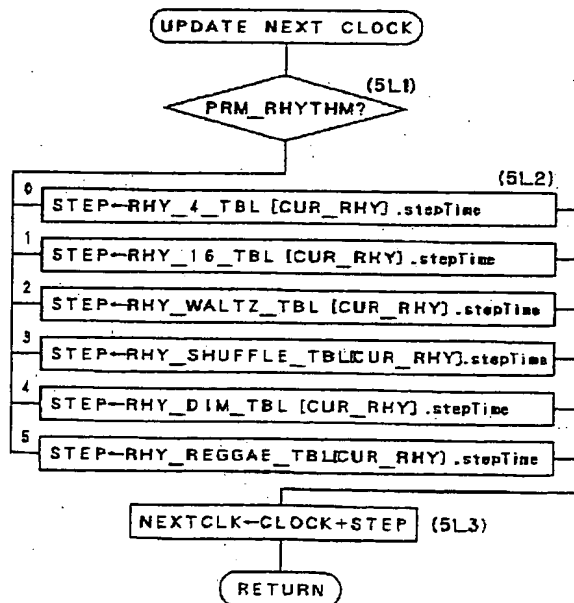 UPDATE NEXT CLOCK
(5L1)
PRM_RHYTHM?
(5L2)
0
STEP←RHY_4_TBL [CUR_RHY].stepTime
1
STEP←RHY_16_TBL [CUR_RHY].stepTime
2
STEP←RHY_WALTZ_TBL [CUR_RHY].stepTime
3
STEP←RHY_SHUFFLE_TBL[CUR_RHY].stepTime
4
STEP←RHY_DIM_TBL [CUR_RHY].stepTime
5
STEP←RHY_REGGAE_TBL[CUR_RHY].stepTime
NEXTCLK←CLOCK+STEP (5L3)
RETURN